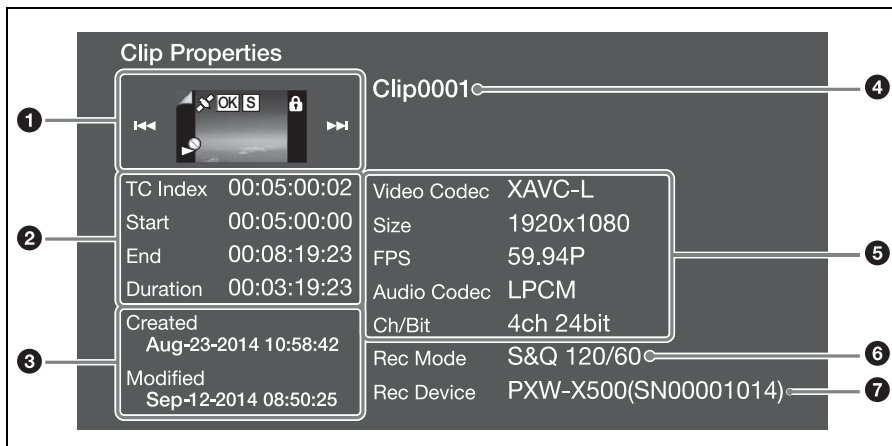 Clip Properties
1
OK S
Clip0001
4
2
TC Index 00:05:00:02
Start 00:05:00:00
End 00:08:19:23
Duration 00:03:19:23
Video Codec XAVC-L
Size 1920x1080
FPS 59.94P
Audio Codec LPCM
Ch/Bit 4ch 24bit
5
3
Created
Aug-23-2014 10:58:42
Modified
Sep-12-2014 08:50:25
Rec Mode S&Q 120/60
6
Rec Device PXW-X500(SN00001014)
7